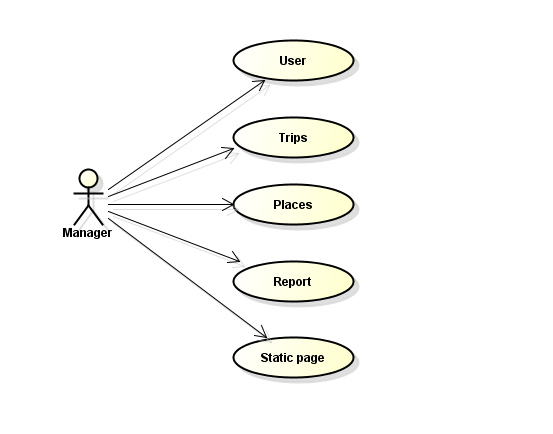 User
Trips
Places
Manager
Report
Static page